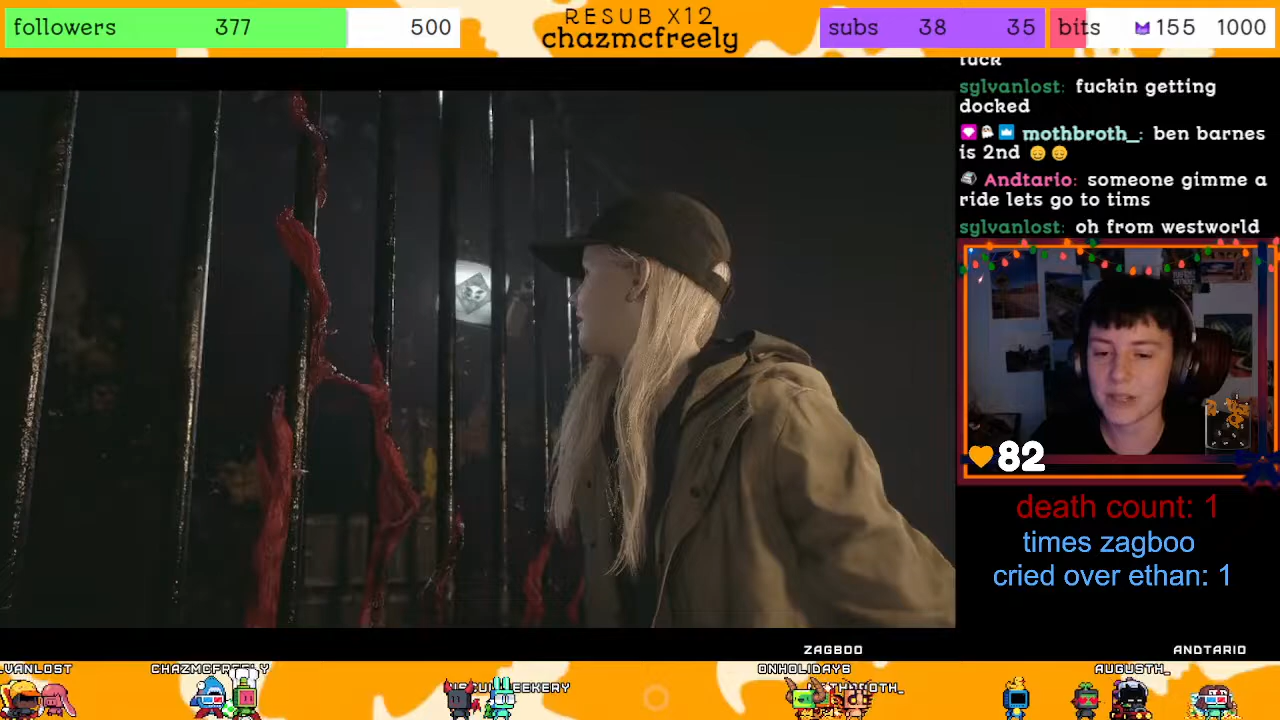 followers 377 500
RESUB X12
chazmcfreely
subs 38 35
bits 155 1000
sglvanlost: fuckin getting
docked
mothbroth_: ben barnes
is 2nd
Andtario: someone gimme a
ride lets go to tims
sglvanlost: oh from westworld
82
death count: 1
times zagboo
cried over ethan: 1
ZAGBOO
ANDTARIO
VANLOST
CHAZMCFREELY
ONHOLIDAYS
AUGUSTH_